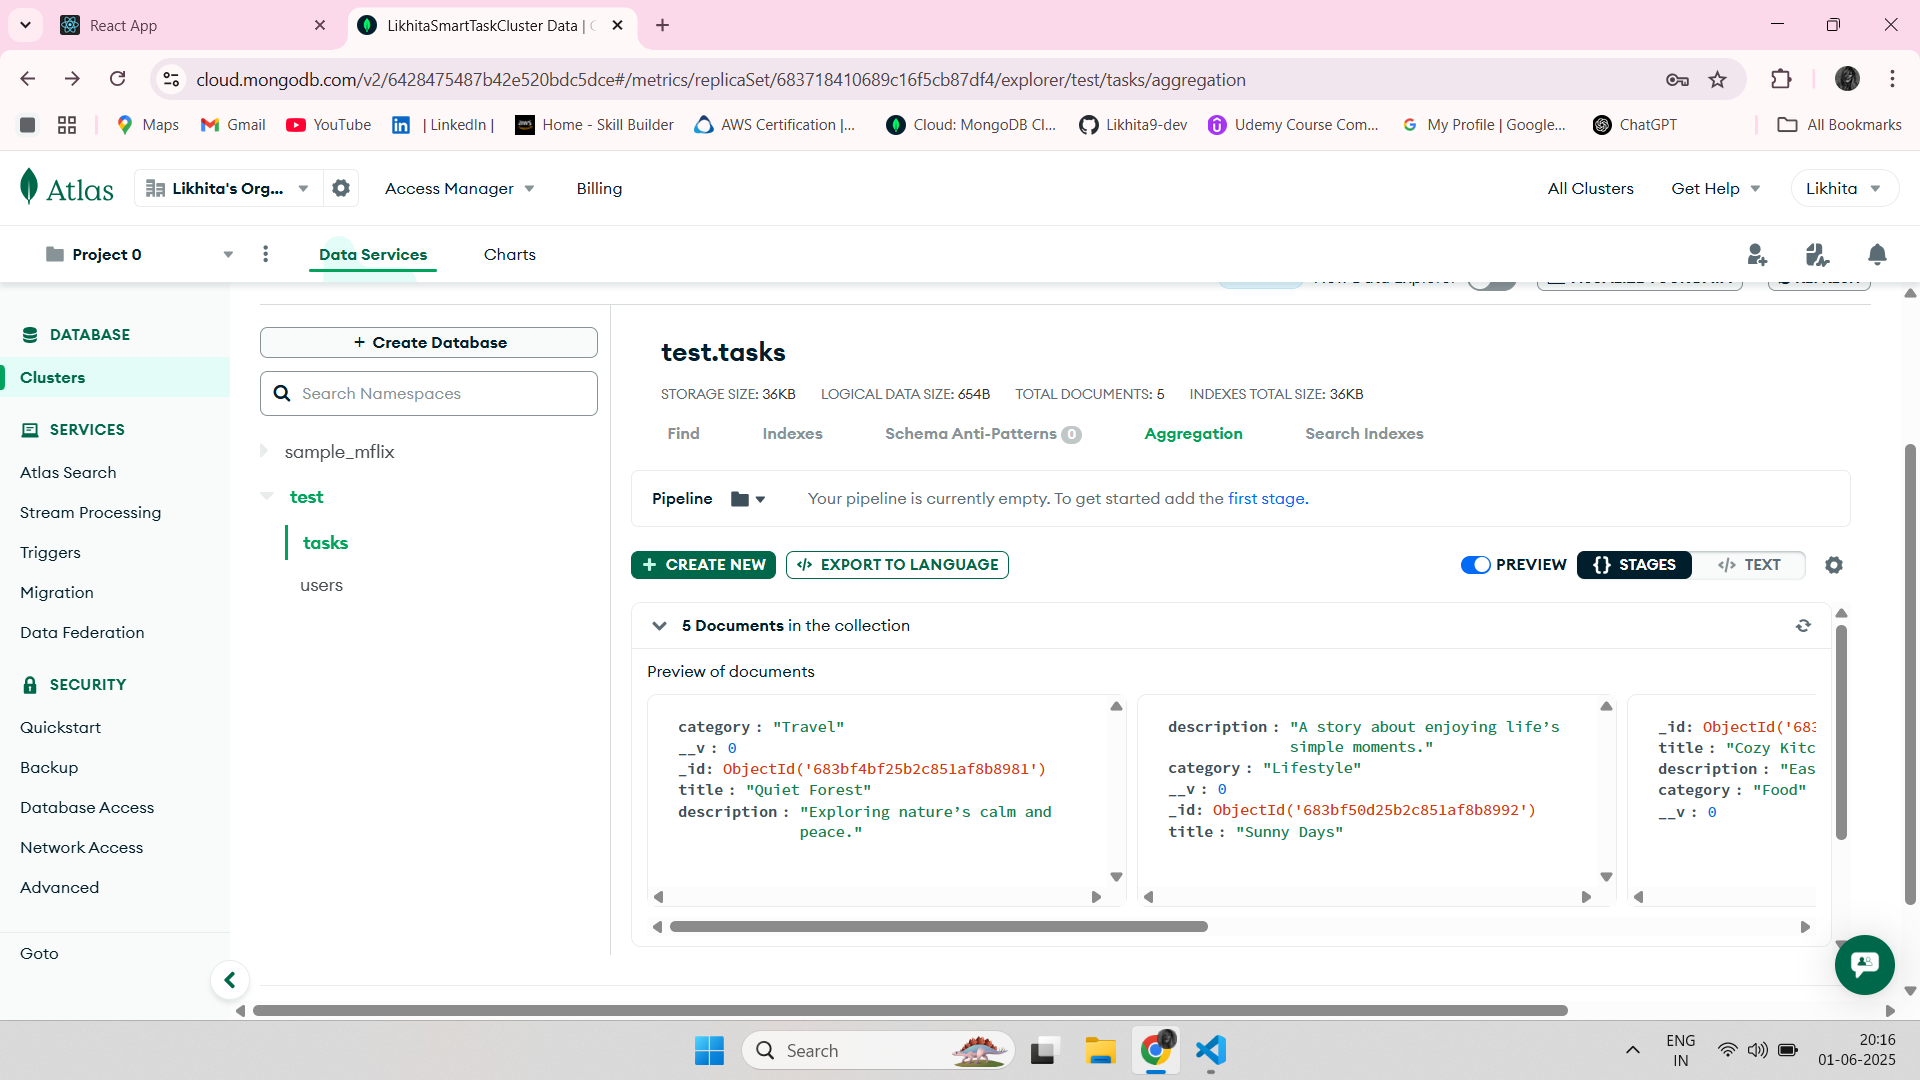 React App
LikhitaSmartTaskCluster Data |
cloud.mongodb.com/v2/6428475487b42e520bdc5dce#/metrics/replicaSet/683718410689c16f5cb87df4/explorer/test/tasks/aggregation
Maps
Gmail
YouTube
| LinkedIn |
Home - Skill Builder
AWS Certification |...
Cloud: MongoDB Cl...
Likhita9-dev
Udemy Course Com...
My Profile | Google...
ChatGPT
All Bookmarks
Atlas
Likhita's Org...
Access Manager
Billing
All Clusters
Get Help
Likhita
Project 0
Data Services
Charts
DATABASE
Clusters
SERVICES
Atlas Search
Stream Processing
Triggers
Migration
Data Federation
SECURITY
Quickstart
Backup
Database Access
Network Access
Advanced
Goto
+ Create Database
Search Namespaces
sample_mflix
test
tasks
users
test.tasks
STORAGE SIZE: 36KB LOGICAL DATA SIZE: 654B TOTAL DOCUMENTS: 5 INDEXES TOTAL SIZE: 36KB
Find
Indexes
Schema Anti-Patterns 0
Aggregation
Search Indexes
Pipeline
Your pipeline is currently empty. To get started add the first stage.
+ CREATE NEW
</> EXPORT TO LANGUAGE
PREVIEW
{} STAGES
</> TEXT
5 Documents in the collection
Preview of documents
category : "Travel"
__v : 0
_id: ObjectId('683bf4bf25b2c851af8b8981')
title : "Quiet Forest"
description : "Exploring nature’s calm and
peace."
description : "A story about enjoying life’s
simple moments."
category : "Lifestyle"
__v : 0
_id: ObjectId('683bf50d25b2c851af8b8992')
title : "Sunny Days"
_id: ObjectId('683
title : "Cozy Kitc
description : "Eas
category : "Food"
__v : 0
Search
ENG
IN
20:16
01-06-2025